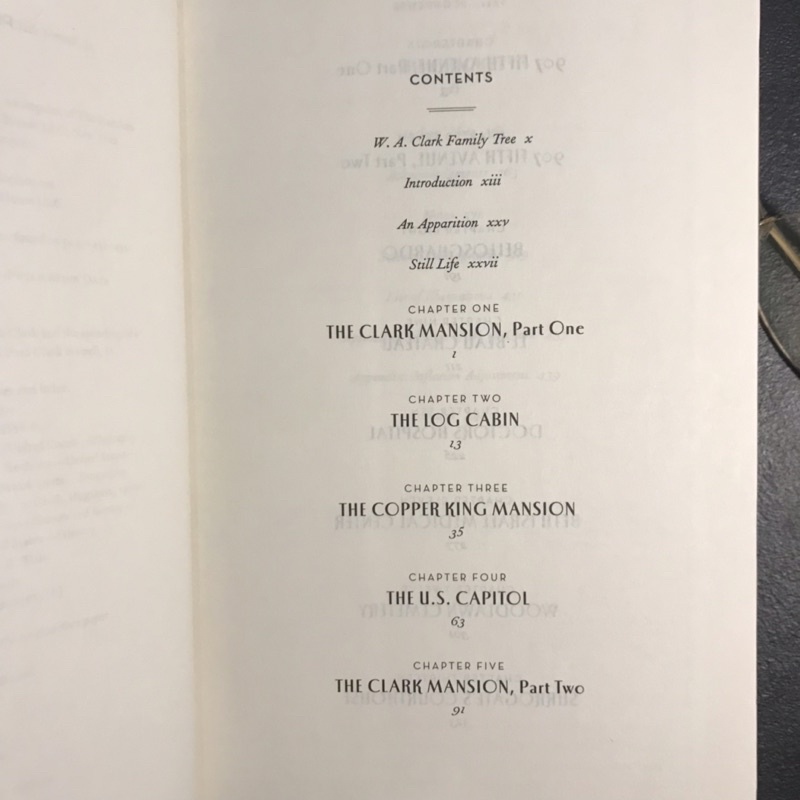 CONTENTS
W. A. Clark Family Tree x
Introduction xiii
An Apparition xxv
Still Life xxvii
CHAPTER ONE
THE CLARK MANSION, Part One
1
CHAPTER TWO
THE LOG CABIN
13
CHAPTER THREE
THE COPPER KING MANSION
35
CHAPTER FOUR
THE U.S. CAPITOL
63
CHAPTER FIVE
THE CLARK MANSION, Part Two
91